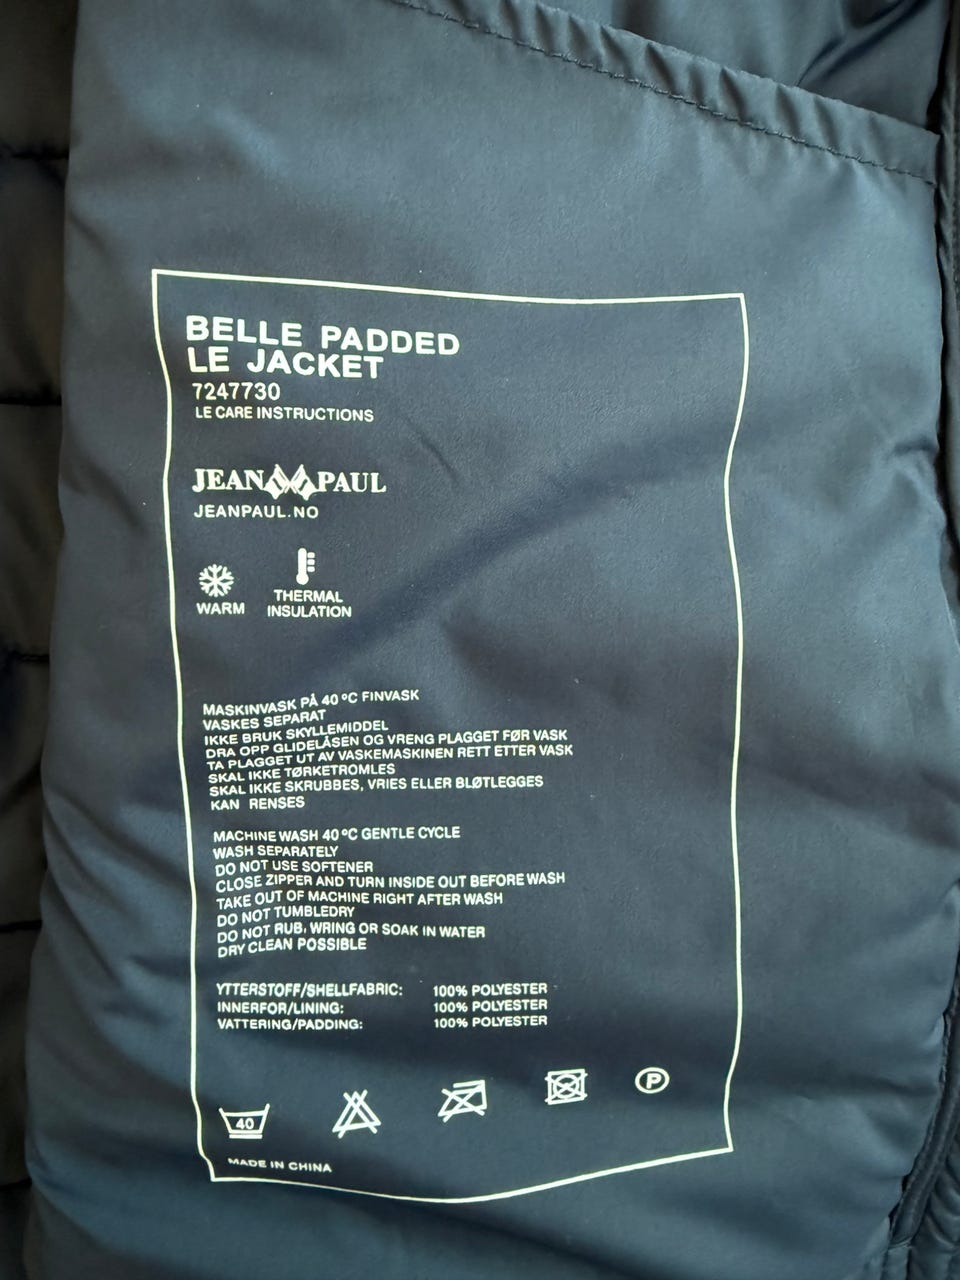 BELLE PADDED
LE JACKET
7247730
LE CARE INSTRUCTIONS
JEAN PAUL
JEANPAUL.NO
WARM
THERMAL
INSULATION
MASKINVASK PÅ 40 °C FINVASK
VASKES SEPARAT
IKKE BRUK SKYLLEMIDDEL
DRA OPP GLIDELÅSEN OG VRENG PLAGGET FØR VASK
TA PLAGGET UT AV VASKEMASKINEN RETT ETTER VASK
SKAL IKKE TØRKETROMLES
SKAL IKKE SKRUBBES, VRIES ELLER BLØTLEGGES
KAN RENSES
MACHINE WASH 40 °C GENTLE CYCLE
WASH SEPARATELY
DO NOT USE SOFTENER
CLOSE ZIPPER AND TURN INSIDE OUT BEFORE WASH
TAKE OUT OF MACHINE RIGHT AFTER WASH
DO NOT TUMBLEDRY
DO NOT RUB, WRING OR SOAK IN WATER
DRY CLEAN POSSIBLE
YTTERSTOFF/SHELLFABRIC: 100% POLYESTER
INNERFOR/LINING: 100% POLYESTER
VATTERING/PADDING: 100% POLYESTER
40
P
MADE IN CHINA